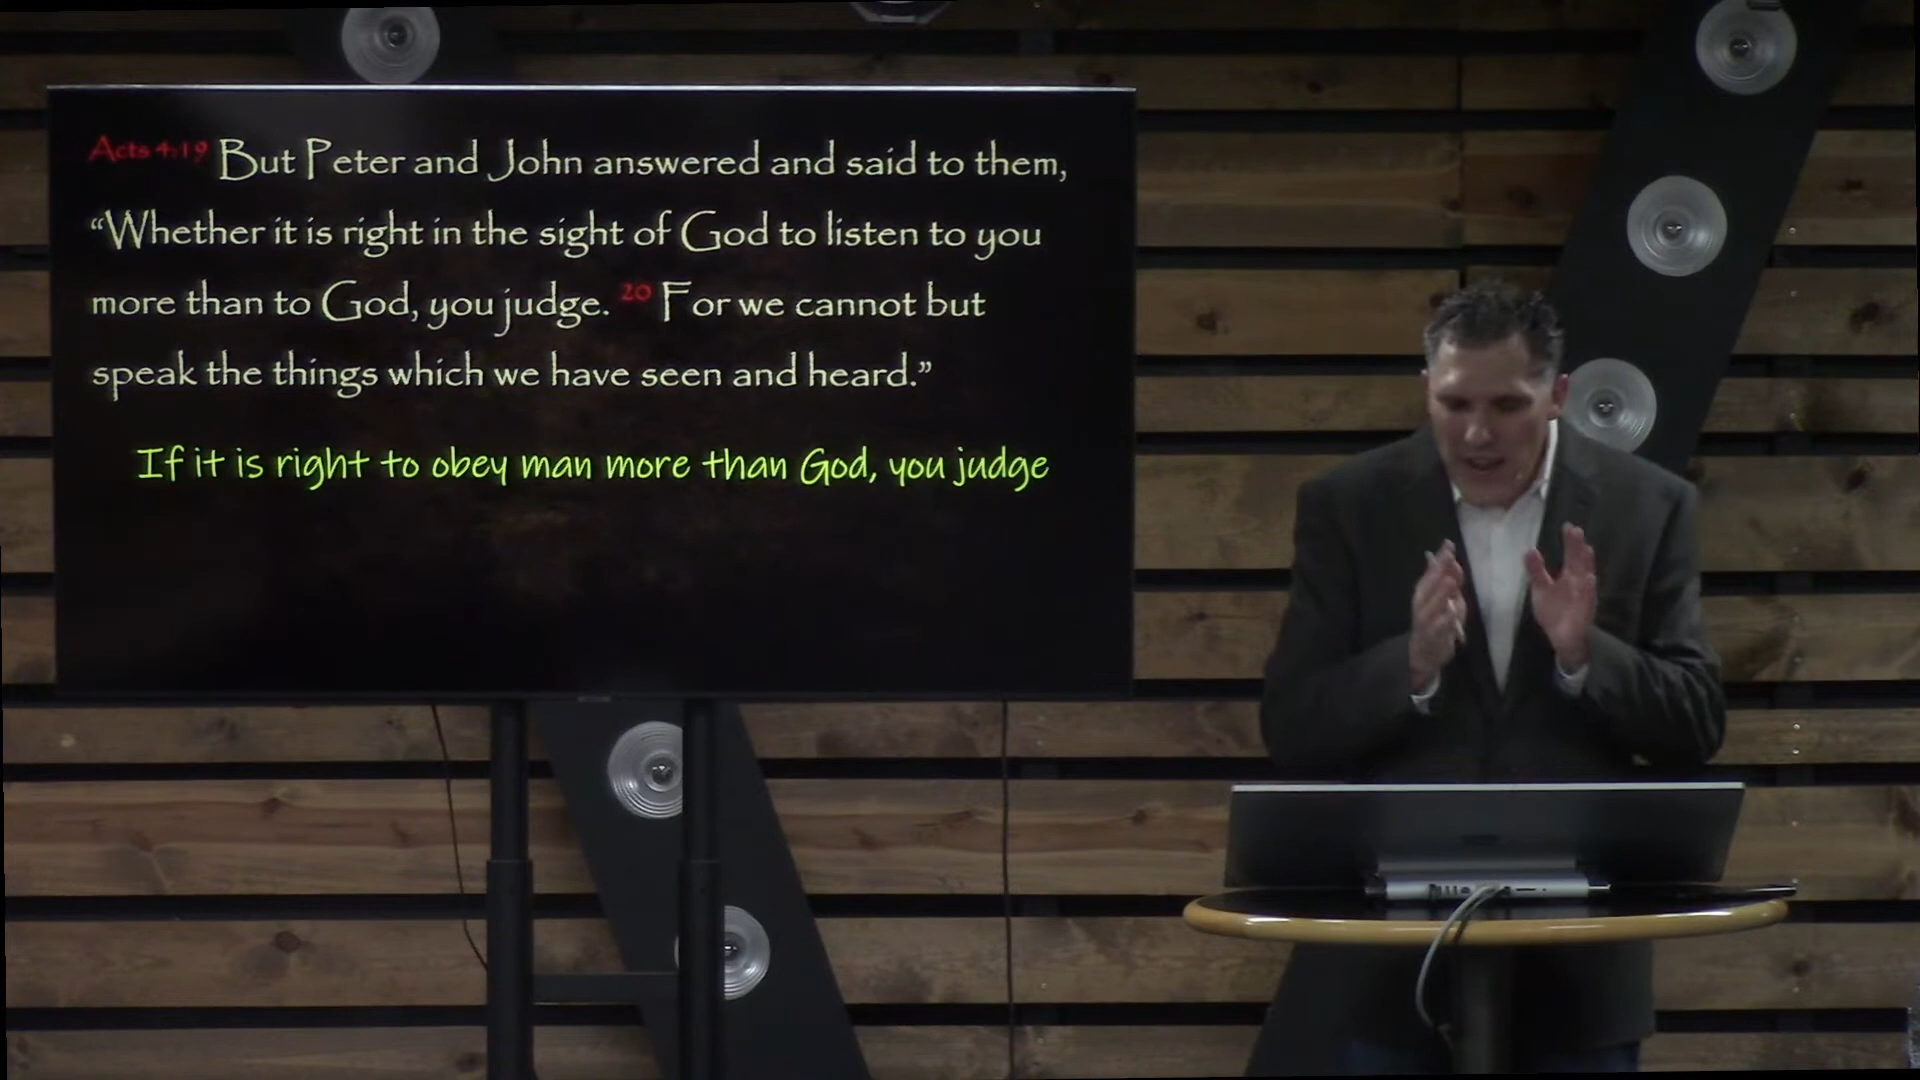 Acts 4:19 But Peter and John answered and said to them,
“Whether it is right in the sight of God to listen to you
more than to God, you judge. 20 For we cannot but
speak the things which we have seen and heard.”
If it is right to obey man more than God, you judge